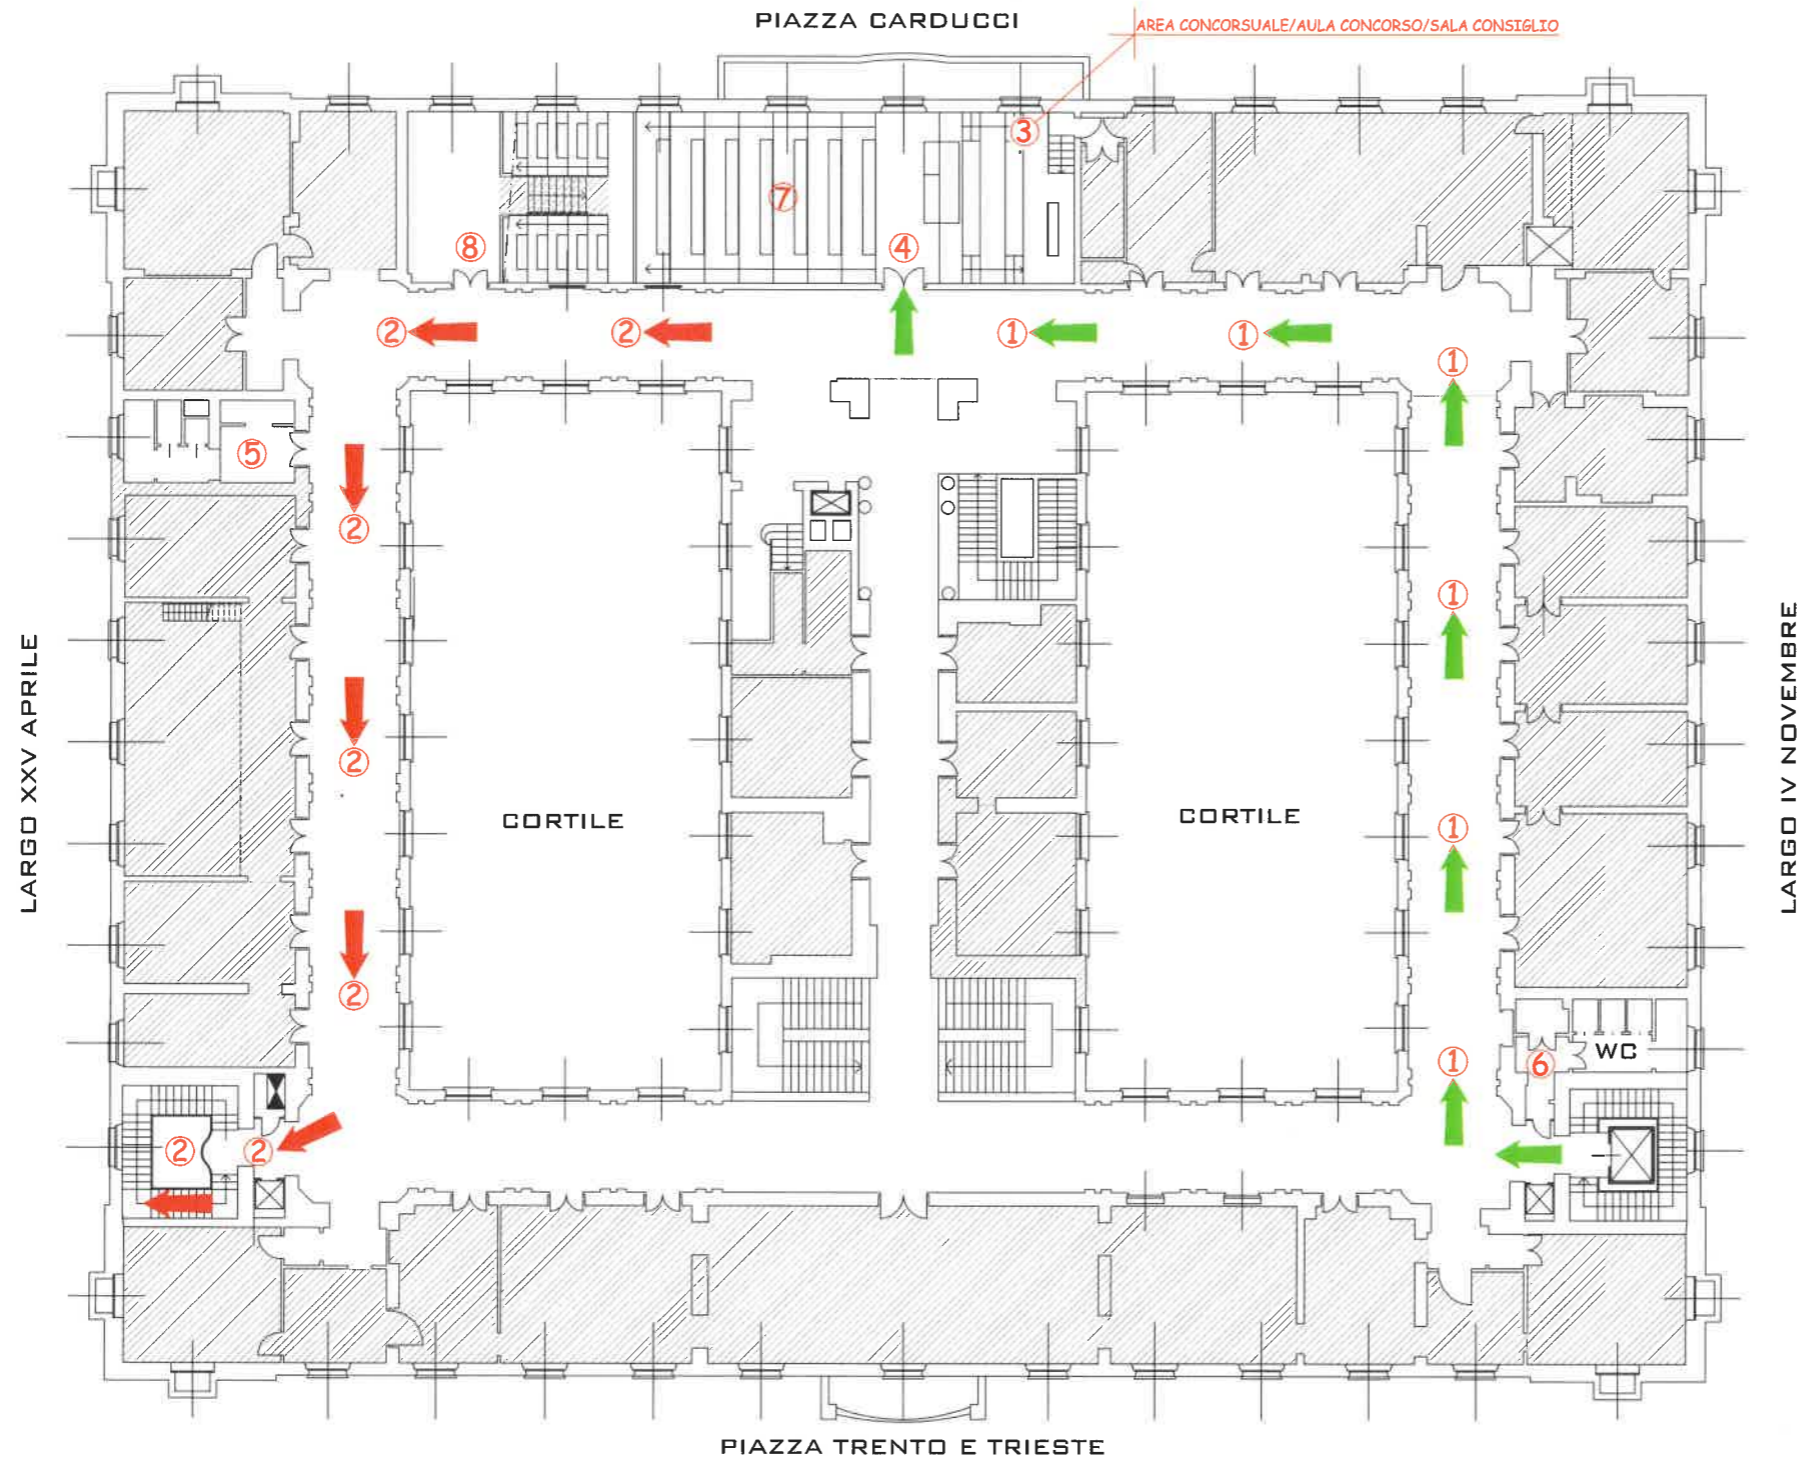 PIAZZA CARDUCCI
AREA CONCORSUALE/AULA CONCORSO/SALA CONSIGLIO
3
7
8
4
2
2
1
1
1
5
2
1
LARGO XXV APRILE
LARGO IV NOVEMBRE
2
CORTILE
CORTILE
1
2
1
6
WC
2
2
PIAZZA TRENTO E TRIESTE